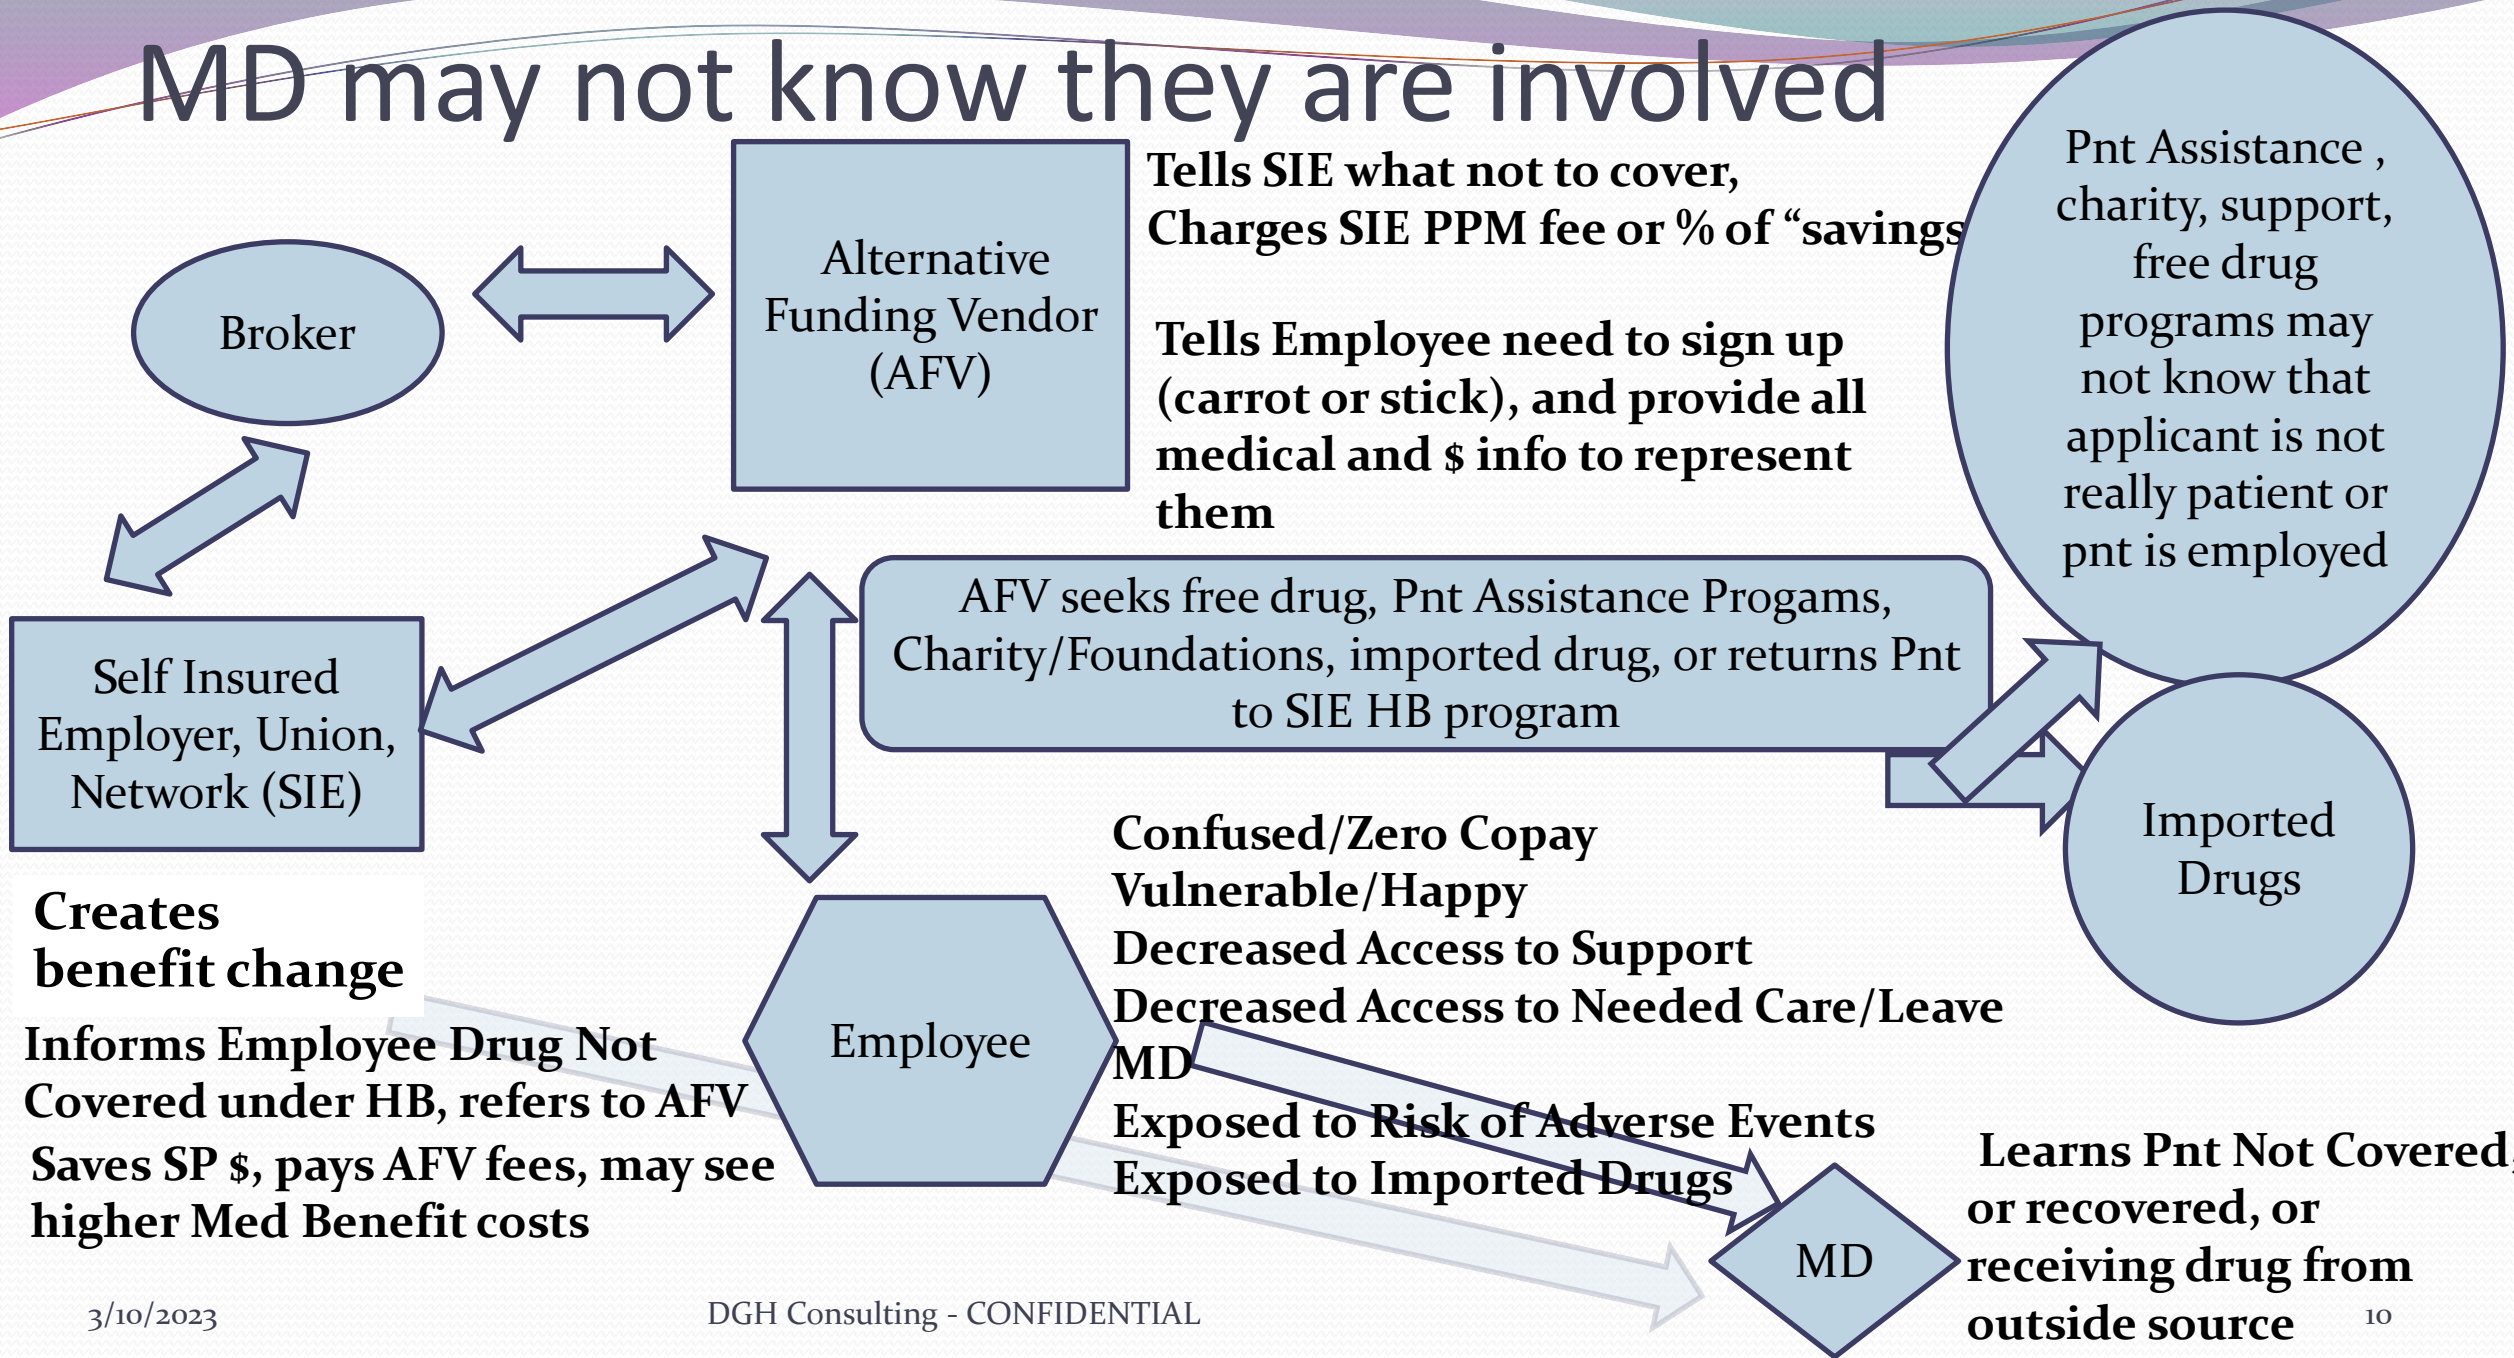 MD may not know they are involved
Broker
Alternative
Funding Vendor
(AFV)
Tells SIE what not to cover,
Charges SIE PPM fee or % of “savings
Tells Employee need to sign up
(carrot or stick), and provide all
medical and $ info to represent
them
Pnt Assistance ,
charity, support,
free drug
programs may
not know that
applicant is not
really patient or
pnt is employed
Self Insured
Employer, Union,
Network (SIE)
AFV seeks free drug, Pnt Assistance Progams,
Charity/Foundations, imported drug, or returns Pnt
to SIE HB program
Imported
Drugs
Creates
benefit change
Informs Employee Drug Not
Covered under HB, refers to AFV
Saves SP $, pays AFV fees, may see
higher Med Benefit costs
Employee
Confused/Zero Copay
Vulnerable/Happy
Decreased Access to Support
Decreased Access to Needed Care/Leave
MD
Exposed to Risk of Adverse Events
Exposed to Imported Drugs
MD
Learns Pnt Not Covered,
or recovered, or
receiving drug from
outside source
3/10/2023
DGH Consulting - CONFIDENTIAL
10